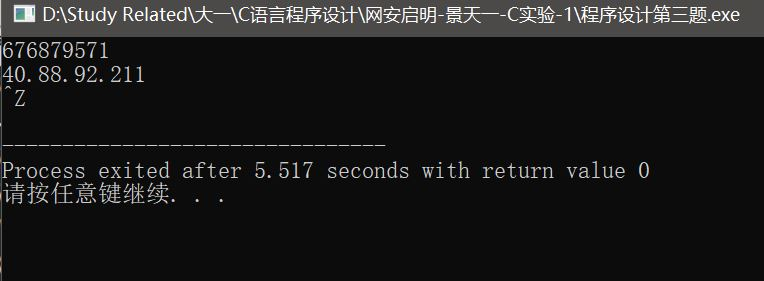 D:\Study Related\大一\C语言程序设计\网安启明-景天一-C实验-1\程序设计第三题.exe
676879571
40.88.92.211
^Z
--------------------------------
Process exited after 5.517 seconds with return value 0
请按任意键继续. . .